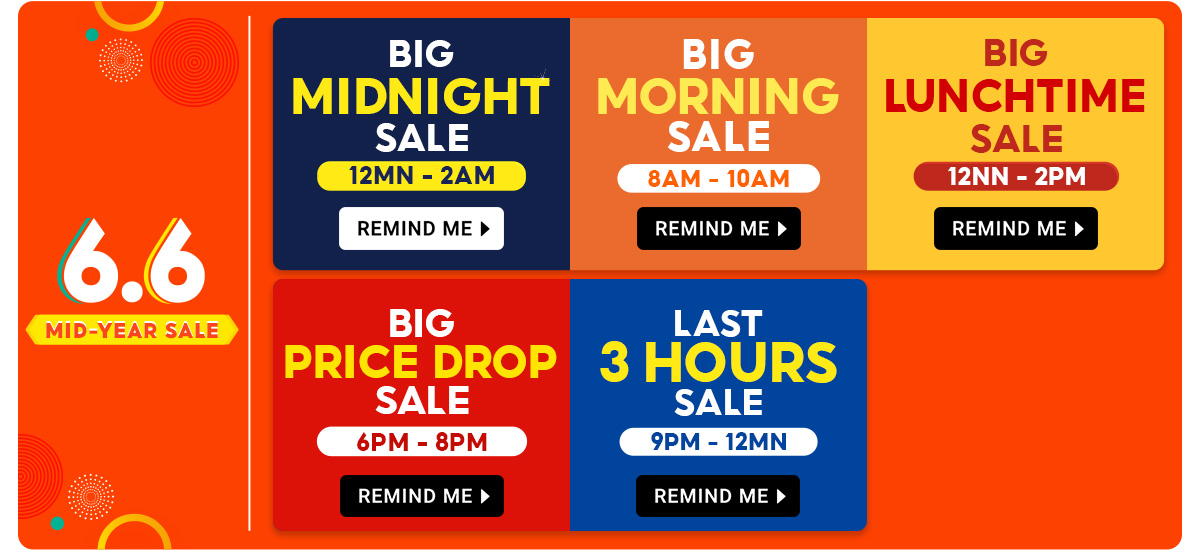 6.6
MID-YEAR SALE
BIG
MIDNIGHT
SALE
12MN - 2AM
REMIND ME
BIG
MORNING
SALE
8AM - 10AM
REMIND ME
BIG
LUNCHTIME
SALE
12NN - 2PM
REMIND ME
BIG
PRICE DROP
SALE
6PM - 8PM
REMIND ME
LAST
3 HOURS
SALE
9PM - 12MN
REMIND ME